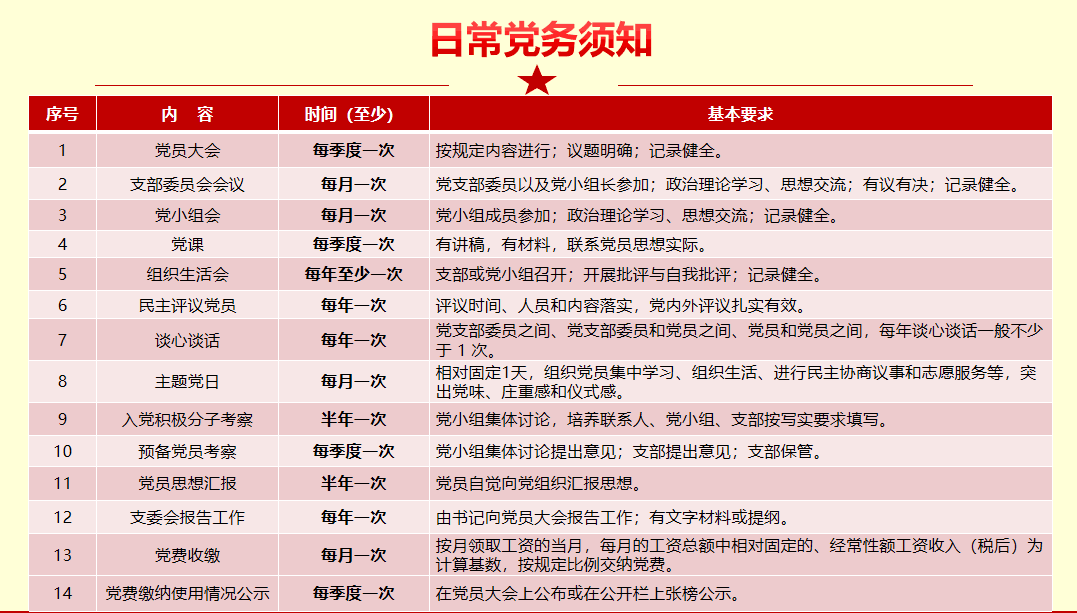 日常党务须知
序号 内 容 时间（至少） 基本要求
1 党员大会 每季度一次 按规定内容进行；议题明确；记录健全。
2 支部委员会会议 每月一次 党支部委员以及党小组长参加；政治理论学习、思想交流；有议有决；记录健全。
3 党小组会 每月一次 党小组成员参加；政治理论学习、思想交流；记录健全。
4 党课 每季度一次 有讲稿，有材料，联系党员思想实际。
5 组织生活会 每年至少一次 支部或党小组召开；开展批评与自我批评；记录健全。
6 民主评议党员 每年一次 评议时间、人员和内容落实，党内外评议扎实有效。
7 谈心谈话 每年一次 党支部委员之间、党支部委员和党员之间、党员和党员之间，每年谈心谈话一般不少
于 1 次。
8 主题党日 每月一次 相对固定1天，组织党员集中学习、组织生活、进行民主协商议事和志愿服务等，突
出党味、庄重感和仪式感。
9 入党积极分子考察 半年一次 党小组集体讨论，培养联系人、党小组、支部按写实要求填写。
10 预备党员考察 每季度一次 党小组集体讨论提出意见；支部提出意见；支部保管。
11 党员思想汇报 半年一次 党员自觉向党组织汇报思想。
12 支委会报告工作 每年一次 由书记向党员大会报告工作；有文字材料或提纲。
13 党费收缴 每月一次 按月领取工资的当月，每月的工资总额中相对固定的、经常性额工资收入（税后）为
计算基数，按规定比例交纳党费。
14 党费缴纳使用情况公示 每季度一次 在党员大会上公布或在公开栏上张榜公示。